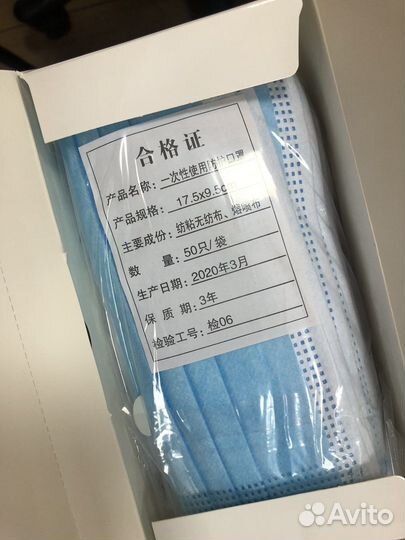 合格证
产品名称：一次性使用防护口罩
产品规格：17.5x9.5c
主要成份：纺粘无纺布、熔喷布
数 量：50只/袋
生产日期：2020年3月
保 质 期：3年
检验工号：检06
Avito